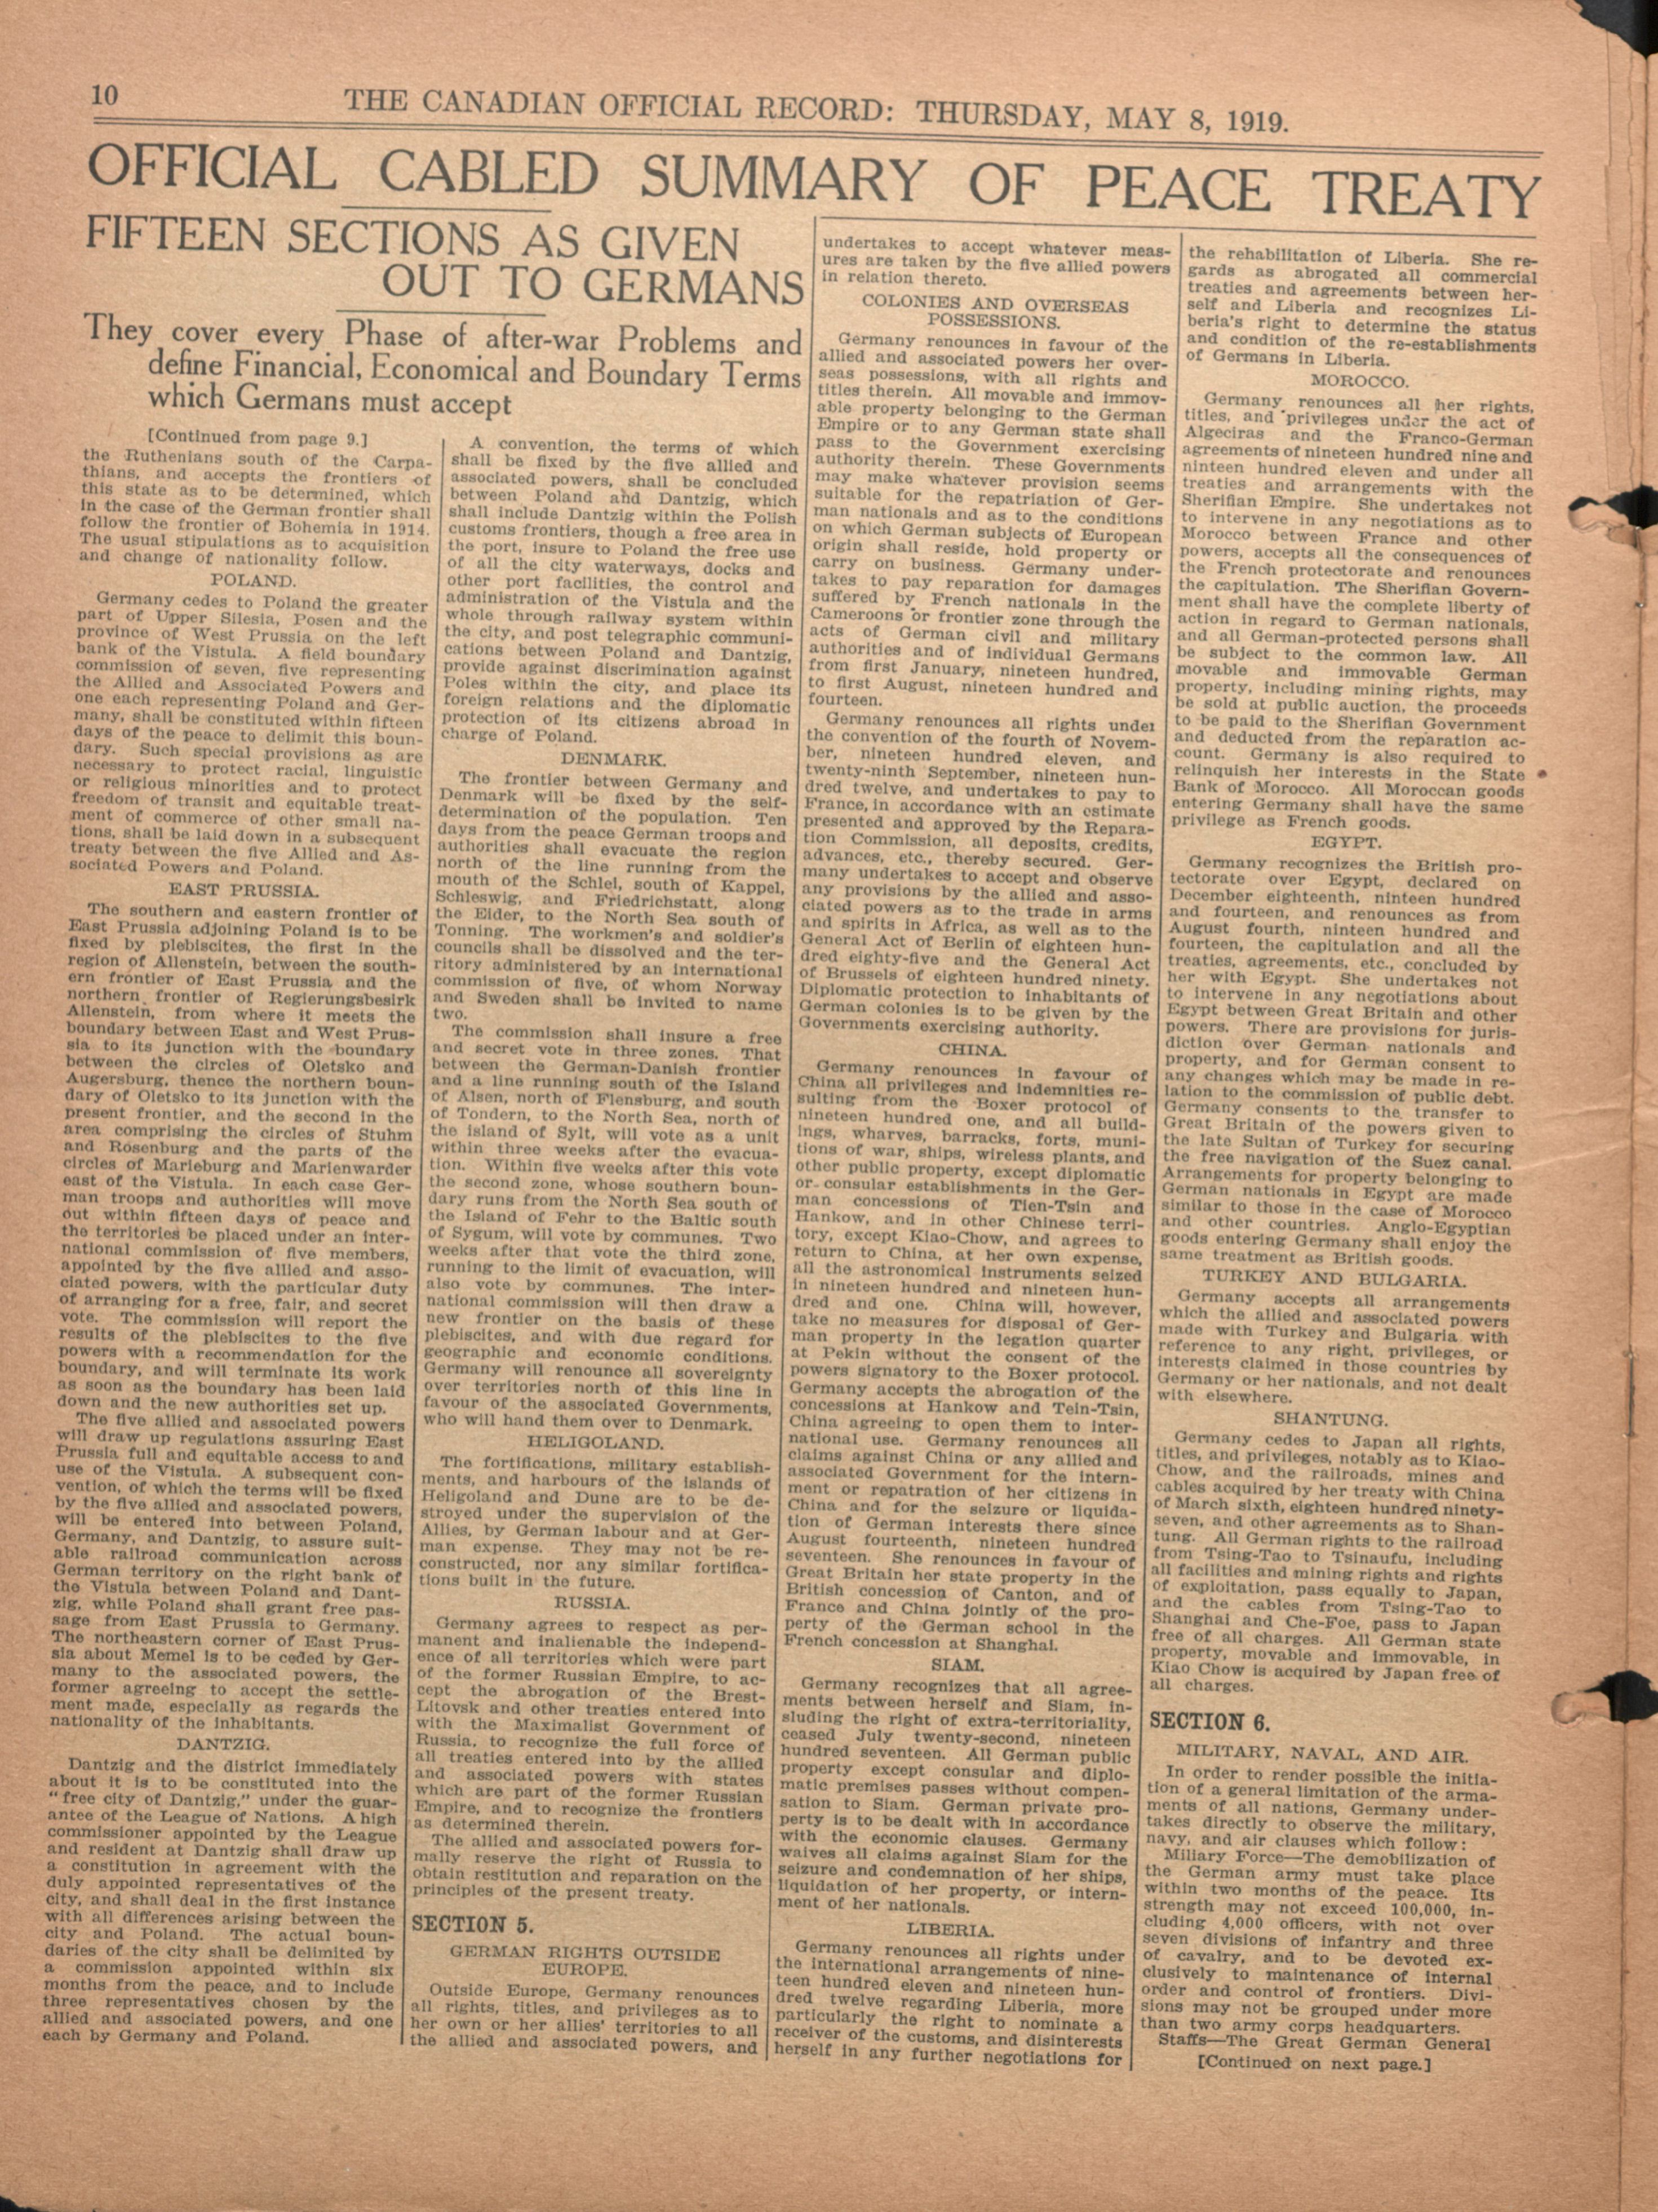 10
THE CANADIAN OFFICIAL RECORD: THURSDAY, MAY 8, 1919.
OFFICIAL CABLED SUMMARY OF PEACE TREATY
FIFTEEN SECTIONS AS GIVEN
OUT TO GERMANS
They cover every Phase of after-war Problems and
define Financial, Economical and Boundary Terms
which Germans must accept
[Continued from page 9.]
the Ruthenians south of the Carpa-
thians, and accepts the frontiers of
this state as to be determined, which
in the case of the German frontier shall
follow the frontier of Bohemia in 1914.
The usual stipulations as to acquisition
and change of nationality follow.
POLAND.
Germany cedes to Poland the greater
part of Upper Silesia, Posen and the
province of West Prussia on the left
bank of the Vistula. A field boundary
commission of seven, five representing
the Allied and Associated Powers and
one each representing Poland and Ger-
many, shall be constituted within fifteen
days of the peace to delimit this boun-
dary. Such special provisions as are
necessary to protect racial, linguistic
or religious minorities and to protect
freedom of transit and equitable treat-
ment of commerce of other small na-
tions, shall be laid down in a subsequent
treaty between the five Allied and As-
sociated Powers and Poland.
EAST PRUSSIA.
The southern and eastern frontier of
East Prussia adjoining Poland is to be
fixed by plebiscites, the first in the
region of Allenstein, between the south-
ern frontier of East Prussia and the
northern frontier of Regierungsbesirk
Allenstein, from where it meets the
boundary between East and West Prus-
sia to its junction with the boundary
between the circles of Oletsko and
Augersburg, thence the northern boun-
dary of Oletsko to its junction with the
present frontier, and the second in the
area comprising the circles of Stuhm
and Rosenburg and the parts of the
circles of Marieburg and Marienwarder
east of the Vistula. In each case Ger-
man troops and authorities will move
out within fifteen days of peace and
the territories be placed under an inter-
national commission of five members,
appointed by the five allied and asso-
ciated powers, with the particular duty
of arranging for a free, fair, and secret
vote. The commission will report the
results of the plebiscites to the five
powers with a recommendation for the
boundary, and will terminate its work
as soon as the boundary has been laid
down and the new authorities set up.
The five allied and associated powers
will draw up regulations assuring East
Prussia full and equitable access to and
use of the Vistula. A subsequent con-
vention, of which the terms will be fixed
by the five allied and associated powers,
will be entered into between Poland,
Germany, and Dantzig, to assure suit-
able railroad communication across
German territory on the right bank of
the Vistula between Poland and Dant-
zig, while Poland shall grant free pas-
sage from East Prussia to Germany.
The northeastern corner of East Prus-
sia about Memel is to be ceded by Ger-
many to the associated powers, the
former agreeing to accept the settle-
ment made, especially as regards the
nationality of the inhabitants.
DANTZIG.
Dantzig and the district immediately
about it is to be constituted into the
"free city of Dantzig," under the guar-
antee of the League of Nations. A high
commissioner appointed by the League
and resident at Dantzig shall draw up
a constitution in agreement with the
duly appointed representatives of the
city, and shall deal in the first instance
with all differences arising between the
city and Poland. The actual boun-
daries of the city shall be delimited by
a commission appointed within six
months from the peace, and to include
three representatives chosen by the
allied and associated powers, and one
each by Germany and Poland.
A convention, the terms of which
shall be fixed by the five allied and
associated powers, shall be concluded
between Poland and Dantzig, which
shall include Dantzig within the Polish
customs frontiers, though a free area in
the port, insure to Poland the free use
of all the city waterways, docks and
other port facilities, the control and
administration of the Vistula and the
whole through railway system within
the city, and post telegraphic communi-
cations between Poland and Dantzig,
provide against discrimination against
Poles within the city, and place its
foreign relations and the diplomatic
protection of its citizens abroad in
charge of Poland.
DENMARK.
The frontier between Germany and
Denmark will be fixed by the self-
determination of the population. Ten
days from the peace German troops and
authorities shall evacuate the region
north of the line running from the
mouth of the Schlel, south of Kappel,
Schleswig, and Friedrichstatt, along
the Elder, to the North Sea south of
Tonning. The workmen's and soldier's
councils shall be dissolved and the ter-
ritory administered by an international
commission of five, of whom Norway
and Sweden shall be invited to name
two.
The commission shall insure a free
and secret vote in three zones. That
between the German-Danish frontier
and a line running south of the Island
of Alsen, north of Flensburg, and south
of Tondern, to the North Sea, north of
the island of Sylt, will vote as a unit
within three weeks after the evacua-
tion. Within five weeks after this vote
the second zone, whose southern boun-
dary runs from the North Sea south of
the Island of Fehr to the Baltic south
of Sygum, will vote by communes. Two
weeks after that vote the third zone,
running to the limit of evacuation, will
also vote by communes. The inter-
national commission will then draw a
new frontier on the basis of these
plebiscites, and with due regard for
geographic and economic conditions.
Germany will renounce all sovereignty
over territories north of this line in
favour of the associated Governments,
who will hand them over to Denmark.
HELIGOLAND.
The fortifications, military establish-
ments, and harbours of the islands of
Heligoland and Dune are to be de-
stroyed under the supervision of the
Allies, by German labour and at Ger-
man expense. They may not be re-
constructed, nor any similar fortifica-
tions built in the future.
RUSSIA.
Germany agrees to respect as per-
manent and inalienable the independ-
ence of all territories which were part
of the former Russian Empire, to ac-
cept the abrogation of the Brest-
Litovsk and other treaties entered into
with the Maximalist Government of
Russia, to recognize the full force of
all treaties entered into by the allied
and associated powers with states
which are part of the former Russian
Empire, and to recognize the frontiers
as determined therein.
The allied and associated powers for-
mally reserve the right of Russia to
obtain restitution and reparation on the
principles of the present treaty.
SECTION 5.
GERMAN RIGHTS OUTSIDE
EUROPE.
Outside Europe, Germany renounces
all rights, titles, and privileges as to
her own or her allies' territories to all
the allied and associated powers, and
undertakes to accept whatever meas-
ures are taken by the five allied powers
in relation thereto.
COLONIES AND OVERSEAS
POSSESSIONS.
Germany renounces in favour of the
allied and associated powers her over-
seas possessions, with all rights and
titles therein. All movable and immov-
able property belonging to the German
Empire or to any German state shall
pass to the Government exercising
authority therein. These Governments
may make whatever provision seems
suitable for the repatriation of Ger-
man nationals and as to the conditions
on which German subjects of European
origin shall reside, hold property or
carry on business. Germany under-
takes to pay reparation for damages
suffered by French nationals in the
Cameroons or frontier zone through the
acts of German civil and military
authorities and of individual Germans
from first January, nineteen hundred,
to first August, nineteen hundred and
fourteen.
Germany renounces all rights under
the convention of the fourth of Novem-
ber, nineteen hundred eleven, and
twenty-ninth September, nineteen hun-
dred twelve, and undertakes to pay to
France, in accordance with an estimate
presented and approved by the Repara-
tion Commission, all deposits, credits,
advances, etc., thereby secured. Ger-
many undertakes to accept and observe
any provisions by the allied and asso-
ciated powers as to the trade in arms
and spirits in Africa, as well as to the
General Act of Berlin of eighteen hun-
dred eighty-five and the General Act
of Brussels of eighteen hundred ninety.
Diplomatic protection to inhabitants of
German colonies is to be given by the
Governments exercising authority.
CHINA.
Germany renounces in favour of
China all privileges and indemnities re-
sulting from the Boxer protocol of
nineteen hundred one, and all build-
ings, wharves, barracks, forts, muni-
tions of war, ships, wireless plants, and
other public property, except diplomatic
or consular establishments in the Ger-
man concessions of Tien-Tsin and
Hankow, and in other Chinese terri-
tory, except Kiao-Chow, and agrees to
return to China, at her own expense,
all the astronomical instruments seized
in nineteen hundred and nineteen hun-
dred and one. China will, however,
take no measures for disposal of Ger-
man property in the legation quarter
at Pekin without the consent of the
powers signatory to the Boxer protocol.
Germany accepts the abrogation of the
concessions at Hankow and Tein-Tsin,
China agreeing to open them to inter-
national use. Germany renounces all
claims against China or any allied and
associated Government for the intern-
ment or repatration of her citizens in
China and for the seizure or liquida-
tion of German interests there since
August fourteenth, nineteen hundred
seventeen. She renounces in favour of
Great Britain her state property in the
British concession of Canton, and of
France and China jointly of the pro-
perty of the German school in the
French concession at Shanghai.
SIAM.
Germany recognizes that all agree-
ments between herself and Siam, in-
sluding the right of extra-territoriality,
ceased July twenty-second, nineteen
hundred seventeen. All German public
property except consular and diplo-
matic premises passes without compen-
sation to Siam. German private pro-
perty is to be dealt with in accordance
with the economic clauses. Germany
waives all claims against Siam for the
seizure and condemnation of her ships,
liquidation of her property, or intern-
ment of her nationals.
LIBERIA.
Germany renounces all rights under
the international arrangements of nine-
teen hundred eleven and nineteen hun-
dred twelve regarding Liberia, more
particularly the right to nominate a
receiver of the customs, and disinterests
herself in any further negotiations for
the rehabilitation of Liberia. She re-
gards as abrogated all commercial
treaties and agreements between her-
self and Liberia and recognizes Li-
beria's right to determine the status
and condition of the re-establishments
of Germans in Liberia.
MOROCCO.
Germany renounces all her rights,
titles, and privileges under the act of
Algeciras and the Franco-German
agreements of nineteen hundred nine and
ninteen hundred eleven and under all
treaties and arrangements with the
Sherifian Empire. She undertakes not
to intervene in any negotiations as to
Morocco between France and other
powers, accepts all the consequences of
the French protectorate and renounces
the capitulation. The Sherifian Govern-
ment shall have the complete liberty of
action in regard to German nationals,
and all German-protected persons shall
be subject to the common law. All
movable and immovable German
property, including mining rights, may
be sold at public auction, the proceeds
to be paid to the Sherifian Government
and deducted from the reparation ac-
count. Germany is also required to
relinquish her interests in the State
Bank of Morocco. All Moroccan goods
entering Germany shall have the same
privilege as French goods.
EGYPT.
Germany recognizes the British pro-
tectorate over Egypt, declared on
December eighteenth, ninteen hundred
and fourteen, and renounces as from
August fourth, ninteen hundred and
fourteen, the capitulation and all the
treaties, agreements, etc., concluded by
her with Egypt. She undertakes not
to intervene in any negotiations about
Egypt between Great Britain and other
powers. There are provisions for juris-
diction over German nationals and
property, and for German consent to
any changes which may be made in re-
lation to the commission of public debt.
Germany consents to the transfer to
Great Britain of the powers given to
the late Sultan of Turkey for securing
the free navigation of the Suez canal.
Arrangements for property belonging to
German nationals in Egypt are made
similar to those in the case of Morocco
and other countries. Anglo-Egyptian
goods entering Germany shall enjoy the
same treatment as British goods.
TURKEY AND BULGARIA.
Germany accepts all arrangements
which the allied and associated powers
made with Turkey and Bulgaria with
reference to any right, privileges, or
interests claimed in those countries by
Germany or her nationals, and not dealt
with elsewhere.
SHANTUNG.
Germany cedes to Japan all rights,
titles, and privileges, notably as to Kiao-
Chow, and the railroads, mines and
cables acquired by her treaty with China
of March sixth, eighteen hundred ninety-
seven, and other agreements as to Shan-
tung. All German rights to the railroad
from Tsing-Tao to Tsinaufu, including
all facilities and mining rights and rights
of exploitation, pass equally to Japan,
and the cables from Tsing-Tao to
Shanghai and Che-Foe, pass to Japan
free of all charges. All German state
property, movable and immovable, in
Kiao Chow is acquired by Japan free of
all charges.
SECTION 6.
MILITARY, NAVAL, AND AIR.
In order to render possible the initia-
tion of a general limitation of the arma-
ments of all nations, Germany under-
takes directly to observe the military,
navy, and air clauses which follow:
Miliary Force—The demobilization of
the German army must take place
within two months of the peace. Its
strength may not exceed 100,000, in-
cluding 4,000 officers, with not over
seven divisions of infantry and three
of cavalry, and to be devoted ex-
clusively to maintenance of internal
order and control of frontiers. Divi-
sions may not be grouped under more
than two army corps headquarters.
Staffs—The Great German General
[Continued on next page.]